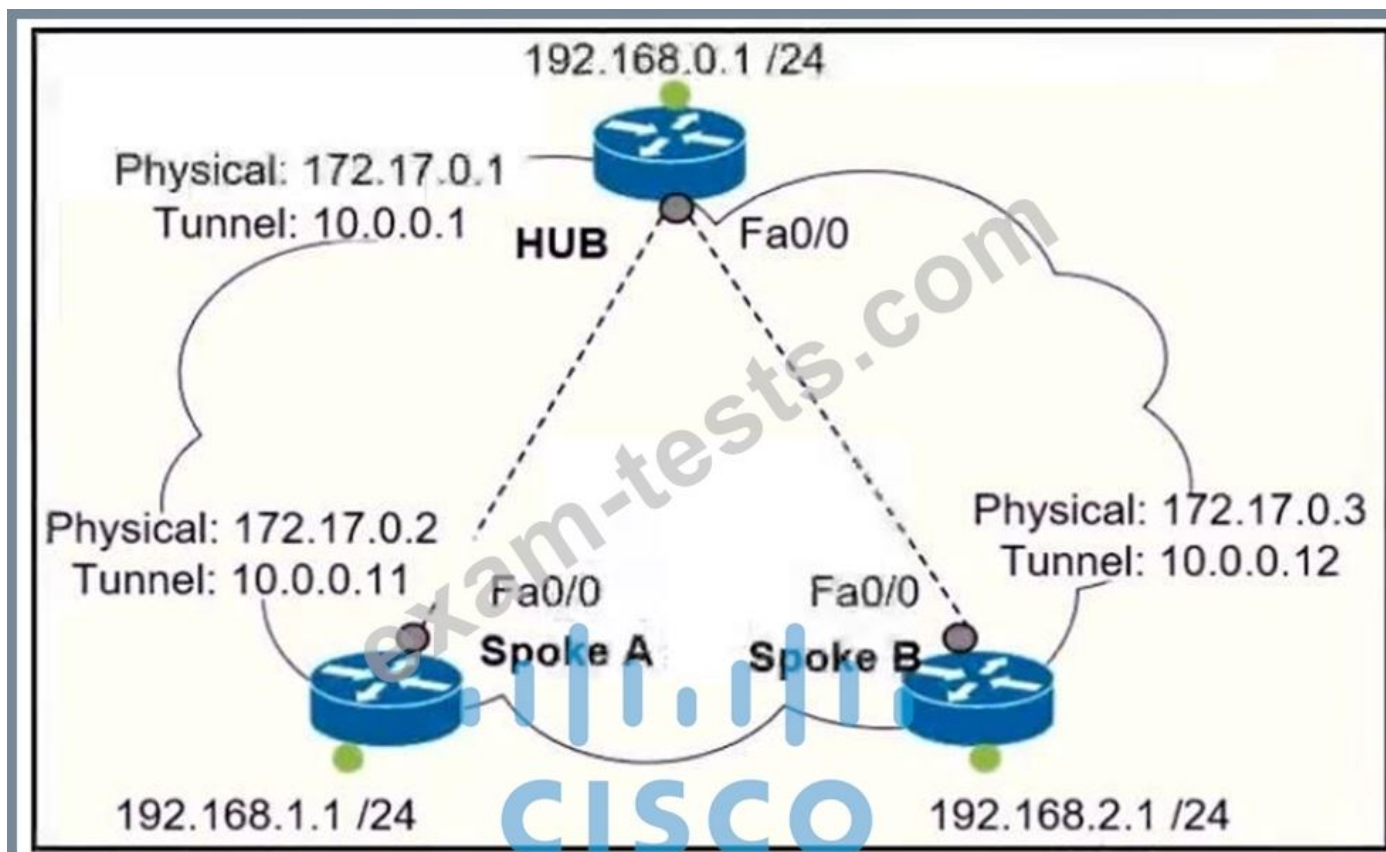 192.168.0.1 /24
Physical: 172.17.0.1
Tunnel: 10.0.0.1
HUB
Fa0/0
exam-tests.com
Physical: 172.17.0.2
Tunnel: 10.0.0.11
Physical: 172.17.0.3
Tunnel: 10.0.0.12
Fa0/0
Fa0/0
Spoke A
Spoke B
192.168.1.1 /24
CISCO
192.168.2.1 /24